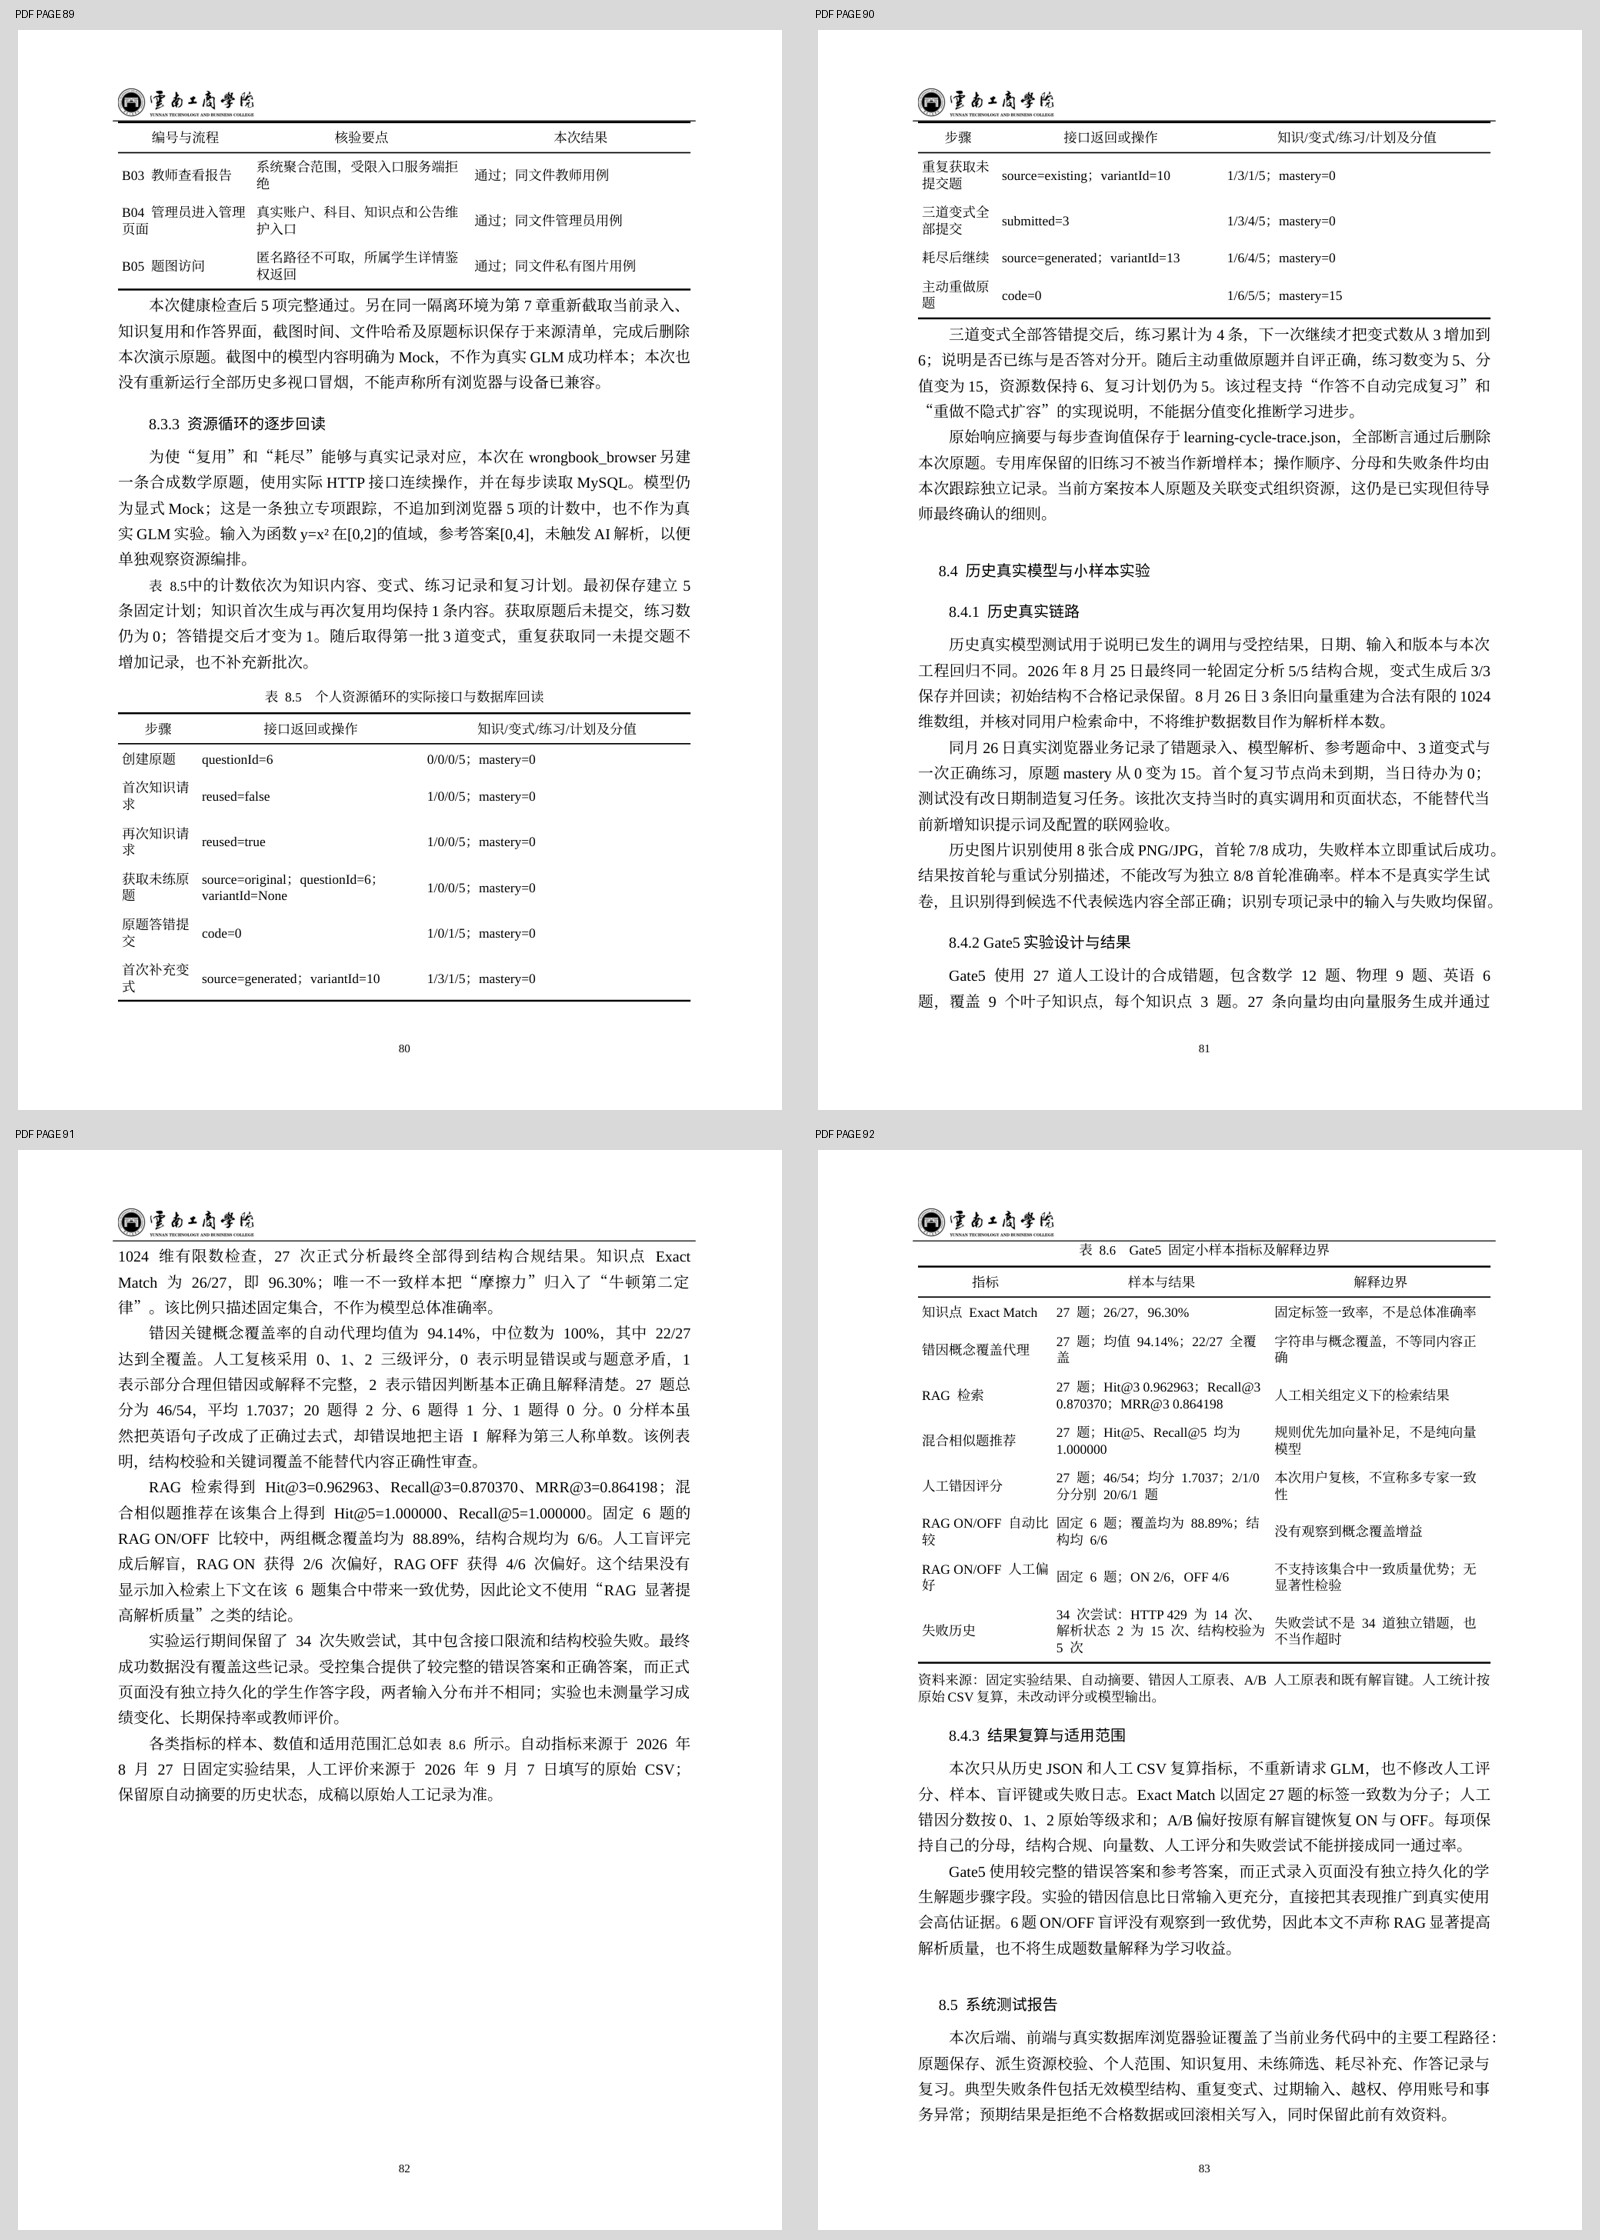 PDF PAGE 89
雲南工商學院
YUNNAN TECHNOLOGY AND BUSINESS COLLEGE
编号与流程 核验要点 本次结果
B03 教师查看报告 系统聚合范围，受限入口服务端拒绝 通过；同文件教师用例
B04 管理员进入管理页面 真实账户、科目、知识点和公告维护入口 通过；同文件管理员用例
B05 题图访问 匿名路径不可取，所属学生详情鉴权返回 通过；同文件私有图片用例
本次健康检查后 5 项完整通过。另在同一隔离环境为第 7 章重新截取当前录入、
知识复用和作答界面，截图时间、文件哈希及原题标识保存于来源清单，完成后删除
本次演示原题。截图中的模型内容明确为 Mock，不作为真实 GLM 成功样本；本次也
没有重新运行全部历史多视口冒烟，不能声称所有浏览器与设备已兼容。
8.3.3 资源循环的逐步回读
为使“复用”和“耗尽”能够与真实记录对应，本次在 wrongbook_browser 另建
一条合成数学原题，使用实际 HTTP 接口连续操作，并在每步读取 MySQL。模型仍
为显式 Mock；这是一条独立专项跟踪，不追加到浏览器 5 项的计数中，也不作为真
实 GLM 实验。输入为函数 y=x² 在[0,2]的值域，参考答案[0,4]，未触发 AI 解析，以便
单独观察资源编排。
表 8.5中的计数依次为知识内容、变式、练习记录和复习计划。最初保存建立 5
条固定计划；知识首次生成与再次复用均保持 1 条内容。获取原题后未提交，练习数
仍为 0；答错提交后才变为 1。随后取得第一批 3 道变式，重复获取同一未提交题不
增加记录，也不补充新批次。
表 8.5 个人资源循环的实际接口与数据库回读
步骤 接口返回或操作 知识/变式/练习/计划及分值
创建原题 questionId=6 0/0/0/5；mastery=0
首次知识请求 reused=false 1/0/0/5；mastery=0
再次知识请求 reused=true 1/0/0/5；mastery=0
获取未练原题 source=original；questionId=6；variantId=None 1/0/0/5；mastery=0
原题答错提交 code=0 1/0/1/5；mastery=0
首次补充变式 source=generated；variantId=10 1/3/1/5；mastery=0
80
PDF PAGE 90
雲南工商學院
YUNNAN TECHNOLOGY AND BUSINESS COLLEGE
步骤 接口返回或操作 知识/变式/练习/计划及分值
重复获取未提交题 source=existing；variantId=10 1/3/1/5；mastery=0
三道变式全部提交 submitted=3 1/3/4/5；mastery=0
耗尽后继续 source=generated；variantId=13 1/6/4/5；mastery=0
主动重做原题 code=0 1/6/5/5；mastery=15
三道变式全部答错提交后，练习累计为 4 条，下一次继续才把变式数从 3 增加到
6；说明是否已练与是否答对分开。随后主动重做原题并自评正确，练习数变为 5、分
值变为 15，资源数保持 6、复习计划仍为 5。该过程支持“作答不自动完成复习”和
“重做不隐式扩容”的实现说明，不能据分值变化推断学习进步。
原始响应摘要与每步查询值保存于 learning-cycle-trace.json，全部断言通过后删除
本次原题。专用库保留的旧练习不被当作新增样本；操作顺序、分母和失败条件均由
本次跟踪独立记录。当前方案按本人原题及关联变式组织资源，这仍是已实现但待导
师最终确认的细则。
8.4 历史真实模型与小样本实验
8.4.1 历史真实链路
历史真实模型测试用于说明已发生的调用与受控结果，日期、输入和版本与本次
工程回归不同。2026 年 8 月 25 日最终同一轮固定分析 5/5 结构合规，变式生成后 3/3
保存并回读；初始结构不合格记录保留。8 月 26 日 3 条旧向量重建为合法有限的 1024
维数组，并核对同用户检索命中，不将维护数据数目作为解析样本数。
同月 26 日真实浏览器业务记录了错题录入、模型解析、参考题命中、3 道变式与
一次正确练习，原题 mastery 从 0 变为 15。首个复习节点尚未到期，当日待办为 0；
测试没有改日期制造复习任务。该批次支持当时的真实调用和页面状态，不能替代当
前新增知识提示词及配置的联网验收。
历史图片识别使用 8 张合成 PNG/JPG，首轮 7/8 成功，失败样本立即重试后成功。
结果按首轮与重试分别描述，不能改写为独立 8/8 首轮准确率。样本不是真实学生试
卷，且识别得到候选不代表候选内容全部正确；识别专项记录中的输入与失败均保留。
8.4.2 Gate5 实验设计与结果
Gate5 使用 27 道人工设计的合成错题，包含数学 12 题、物理 9 题、英语 6
题，覆盖 9 个叶子知识点，每个知识点 3 题。27 条向量均由向量服务生成并通过
81
PDF PAGE 91
雲南工商學院
YUNNAN TECHNOLOGY AND BUSINESS COLLEGE
1024 维有限数检查，27 次正式分析最终全部得到结构合规结果。知识点 Exact
Match 为 26/27，即 96.30%；唯一不一致样本把“摩擦力”归入了“牛顿第二定
律”。该比例只描述固定集合，不作为模型总体准确率。
错因关键概念覆盖率的自动代理均值为 94.14%，中位数为 100%，其中 22/27
达到全覆盖。人工复核采用 0、1、2 三级评分，0 表示明显错误或与题意矛盾，1
表示部分合理但错因或解释不完整，2 表示错因判断基本正确且解释清楚。27 题总
分为 46/54，平均 1.7037；20 题得 2 分、6 题得 1 分、1 题得 0 分。0 分样本虽
然把英语句子改成了正确过去式，却错误地把主语 I 解释为第三人称单数。该例表
明，结构校验和关键词覆盖不能替代内容正确性审查。
RAG 检索得到 Hit@3=0.962963、Recall@3=0.870370、MRR@3=0.864198；混
合相似题推荐在该集合上得到 Hit@5=1.000000、Recall@5=1.000000。固定 6 题的
RAG ON/OFF 比较中，两组概念覆盖均为 88.89%，结构合规均为 6/6。人工盲评完
成后解盲，RAG ON 获得 2/6 次偏好，RAG OFF 获得 4/6 次偏好。这个结果没有
显示加入检索上下文在该 6 题集合中带来一致优势，因此论文不使用“RAG 显著提
高解析质量”之类的结论。
实验运行期间保留了 34 次失败尝试，其中包含接口限流和结构校验失败。最终
成功数据没有覆盖这些记录。受控集合提供了较完整的错误答案和正确答案，而正式
页面没有独立持久化的学生作答字段，两者输入分布并不相同；实验也未测量学习成
绩变化、长期保持率或教师评价。
各类指标的样本、数值和适用范围汇总如表 8.6 所示。自动指标来源于 2026 年
8 月 27 日固定实验结果，人工评价来源于 2026 年 9 月 7 日填写的原始 CSV；
保留原自动摘要的历史状态，成稿以原始人工记录为准。
82
PDF PAGE 92
雲南工商學院
YUNNAN TECHNOLOGY AND BUSINESS COLLEGE
表 8.6 Gate5 固定小样本指标及解释边界
指标 样本与结果 解释边界
知识点 Exact Match 27 题；26/27，96.30% 固定标签一致率，不是总体准确率
错因概念覆盖代理 27 题；均值 94.14%；22/27 全覆盖 字符串与概念覆盖，不等同内容正确
RAG 检索 27 题；Hit@3 0.962963；Recall@3 0.870370；MRR@3 0.864198 人工相关组定义下的检索结果
混合相似题推荐 27 题；Hit@5、Recall@5 均为 1.000000 规则优先加向量补足，不是纯向量模型
人工错因评分 27 题；46/54；均分 1.7037；2/1/0 分分别 20/6/1 题 本次用户复核，不宣称多专家一致性
RAG ON/OFF 自动比较 固定 6 题；覆盖均为 88.89%；结构均 6/6 没有观察到概念覆盖增益
RAG ON/OFF 人工偏好 固定 6 题；ON 2/6，OFF 4/6 不支持该集合中一致质量优势；无显著性检验
失败历史 34 次尝试：HTTP 429 为 14 次、解析状态 2 为 15 次、结构校验为 5 次 失败尝试不是 34 道独立错题，也不当作超时
资料来源：固定实验结果、自动摘要、错因人工原表、A/B 人工原表和既有解盲键。人工统计按
原始 CSV 复算，未改动评分或模型输出。
8.4.3 结果复算与适用范围
本次只从历史 JSON 和人工 CSV 复算指标，不重新请求 GLM，也不修改人工评
分、样本、盲评键或失败日志。Exact Match 以固定 27 题的标签一致数为分子；人工
错因分数按 0、1、2 原始等级求和；A/B 偏好按原有解盲键恢复 ON 与 OFF。每项保
持自己的分母，结构合规、向量数、人工评分和失败尝试不能拼接成同一通过率。
Gate5 使用较完整的错误答案和参考答案，而正式录入页面没有独立持久化的学
生解题步骤字段。实验的错因信息比日常输入更充分，直接把其表现推广到真实使用
会高估证据。6 题 ON/OFF 盲评没有观察到一致优势，因此本文不声称 RAG 显著提高
解析质量，也不将生成题数量解释为学习收益。
8.5 系统测试报告
本次后端、前端与真实数据库浏览器验证覆盖了当前业务代码中的主要工程路径：
原题保存、派生资源校验、个人范围、知识复用、未练筛选、耗尽补充、作答记录与
复习。典型失败条件包括无效模型结构、重复变式、过期输入、越权、停用账号和事
务异常；预期结果是拒绝不合格数据或回滚相关写入，同时保留此前有效资料。
83